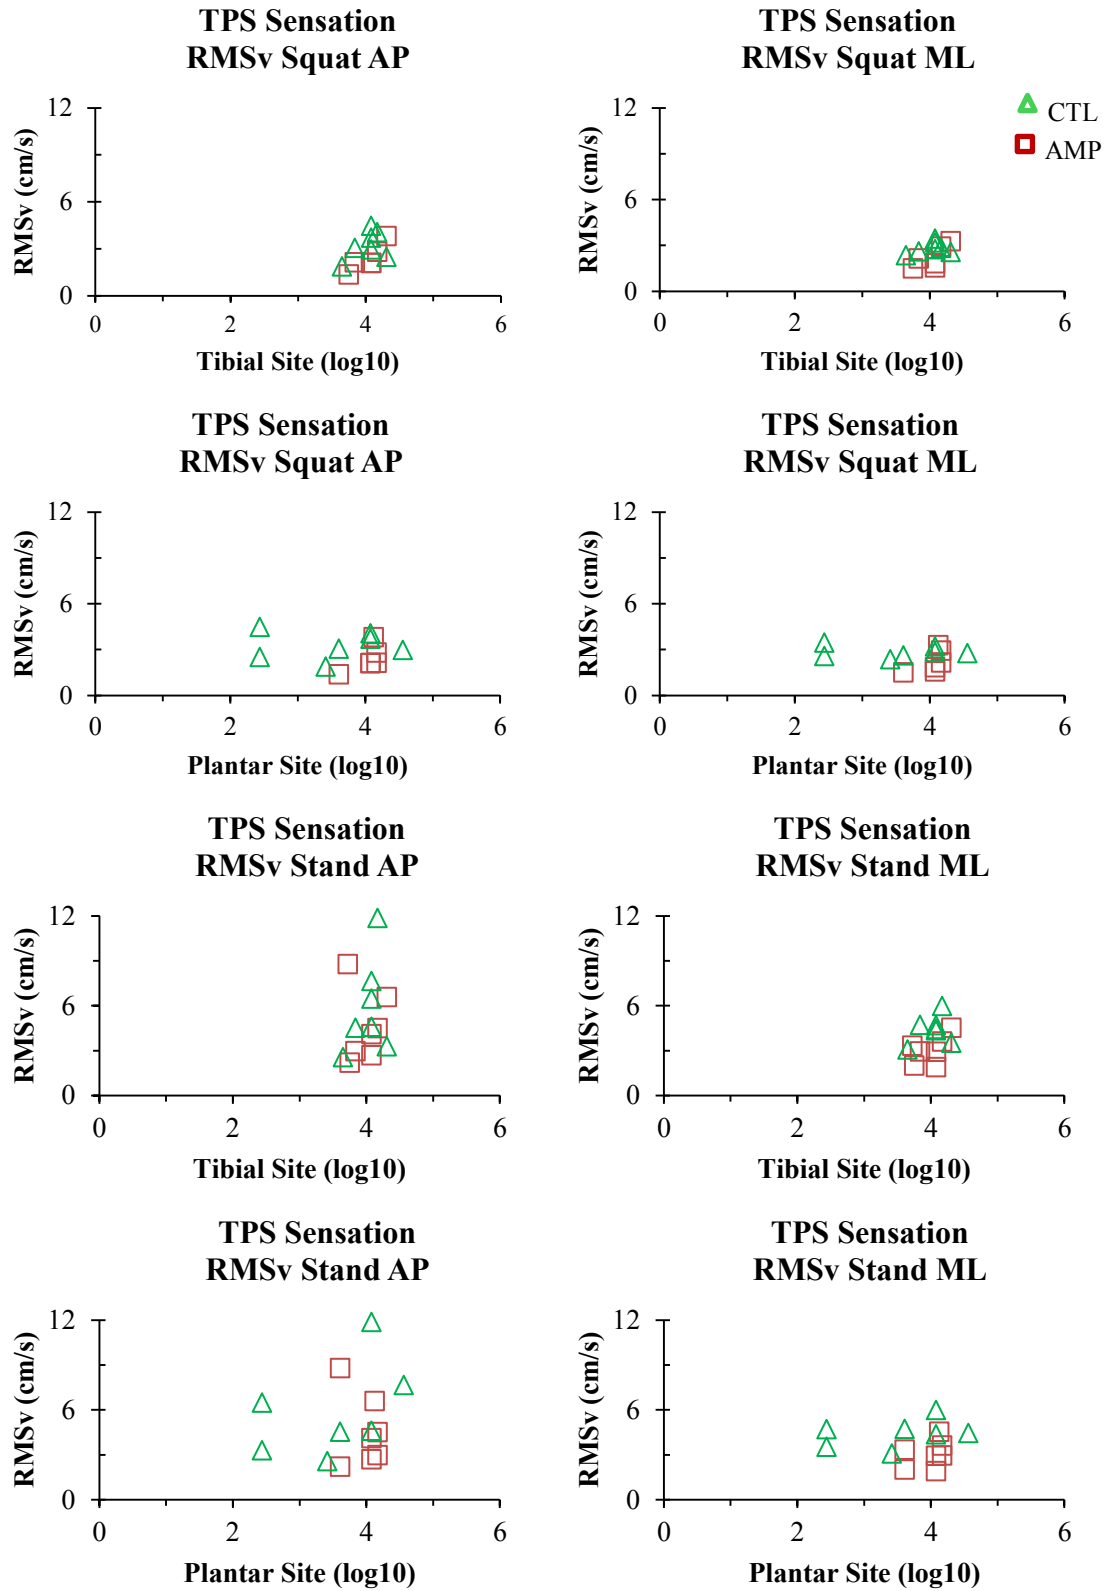 TPS Sensation
RMSv Squat AP
12
6
0
RMSv (cm/s)
0 2 4 6
Tibial Site (log10)
TPS Sensation
RMSv Squat ML
12
6
0
RMSv (cm/s)
0 2 4 6
Tibial Site (log10)
CTL
AMP
TPS Sensation
RMSv Squat AP
12
6
0
RMSv (cm/s)
0 2 4 6
Plantar Site (log10)
TPS Sensation
RMSv Squat ML
12
6
0
RMSv (cm/s)
0 2 4 6
Plantar Site (log10)
TPS Sensation
RMSv Stand AP
12
6
0
RMSv (cm/s)
0 2 4 6
Tibial Site (log10)
TPS Sensation
RMSv Stand ML
12
6
0
RMSv (cm/s)
0 2 4 6
Tibial Site (log10)
TPS Sensation
RMSv Stand AP
12
6
0
RMSv (cm/s)
0 2 4 6
Plantar Site (log10)
TPS Sensation
RMSv Stand ML
12
6
0
RMSv (cm/s)
0 2 4 6
Plantar Site (log10)